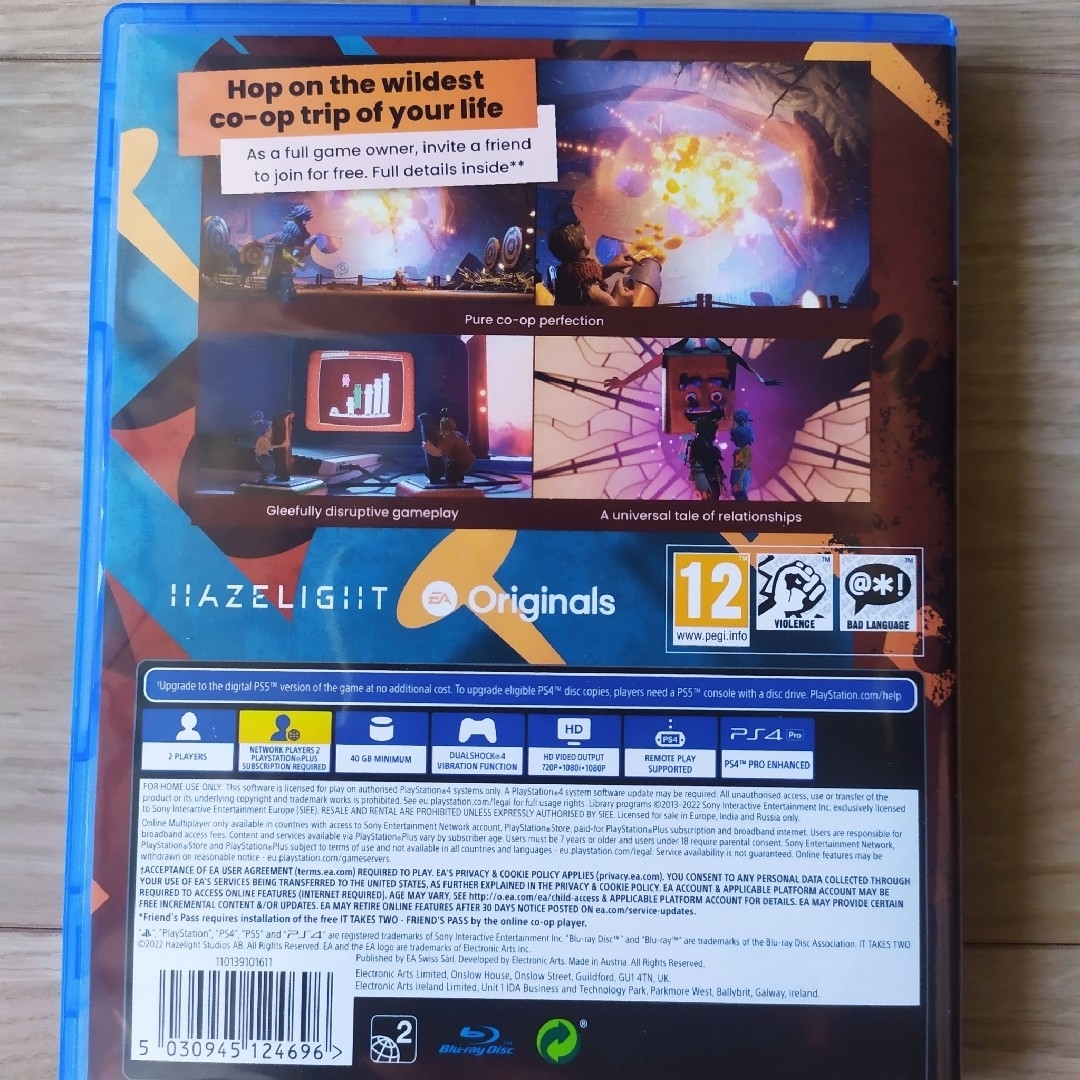 Hop on the wildest
co-op trip of your life
As a full game owner, invite a friend
to join for free. Full details inside**
Pure co-op perfection
Gleefully disruptive gameplay
A universal tale of relationships
HAZELIGHT
EA Originals
12
www.pegi.info
VIOLENCE
@*!
BAD LANGUAGE
†Upgrade to the digital PS5™ version of the game at no additional cost. To upgrade eligible PS4™ disc copies, players need a PS5™ console with a disc drive. PlayStation.com/help
2 PLAYERS
NETWORK PLAYERS 2
PLAYSTATION®PLUS
SUBSCRIPTION REQUIRED
40 GB MINIMUM
DUALSHOCK®4
VIBRATION FUNCTION
HD
HD VIDEO OUTPUT
720P•1080i•1080P
PS4
REMOTE PLAY
SUPPORTED
PS4 Pro
PS4™ PRO ENHANCED
FOR HOME USE ONLY. This software is licensed for play on authorised PlayStation®4 systems only. A PlayStation®4 system software update may be required. All unauthorised access, use or transfer of the
product or its underlying copyright and trademark works is prohibited. See eu.playstation.com/legal for full usage rights. Library programs ©2013-2022 Sony Interactive Entertainment Inc. exclusively licensed
to Sony Interactive Entertainment Europe (SIEE). RESALE AND RENTAL ARE PROHIBITED UNLESS EXPRESSLY AUTHORISED BY SIEE. Licensed for sale in Europe, India and Russia only.
Online Multiplayer only available in countries with access to Sony Entertainment Network account, PlayStation®Store, paid-for PlayStation®Plus subscription and broadband internet. Users are responsible for
broadband access fees. Content and services available via PlayStation®Plus vary by subscriber age. Users must be 7 years or older and users under 18 require parental consent. Sony Entertainment Network,
PlayStation®Store and PlayStation®Plus subject to terms of use and not available in all countries and languages - eu.playstation.com/legal. Service availability is not guaranteed. Online features may be
withdrawn on reasonable notice - eu.playstation.com/gameservers.
†ACCEPTANCE OF EA USER AGREEMENT (terms.ea.com) REQUIRED TO PLAY. EA'S PRIVACY & COOKIE POLICY APPLIES (privacy.ea.com). YOU CONSENT TO ANY PERSONAL DATA COLLECTED THROUGH
YOUR USE OF EA'S SERVICES BEING TRANSFERRED TO THE UNITED STATES, AS FURTHER EXPLAINED IN THE PRIVACY & COOKIE POLICY. EA ACCOUNT & APPLICABLE PLATFORM ACCOUNT MAY BE
REQUIRED TO ACCESS ONLINE FEATURES (INTERNET REQUIRED). AGE MAY VARY, SEE http://o.ea.com/ea/child-access & APPLICABLE PLATFORM ACCOUNT FOR DETAILS. EA MAY PROVIDE CERTAIN
FREE INCREMENTAL CONTENT &/OR UPDATES. EA MAY RETIRE ONLINE FEATURES AFTER 30 DAYS NOTICE POSTED ON ea.com/service-updates.
*Friend's Pass requires installation of the free IT TAKES TWO - FRIEND'S PASS by the online co-op player.
"PlayStation", "PS4", "PS5" and "PS4" are registered trademarks of Sony Interactive Entertainment Inc. "Blu-ray Disc™" and "Blu-ray™" are trademarks of the Blu-ray Disc Association. IT TAKES TWO
©2022 Hazelight Studios AB. All Rights Reserved. EA and the EA logo are trademarks of Electronic Arts Inc.
Published by EA Swiss Sàrl. Developed by Electronic Arts. Made in Austria. All Rights Reserved.
Electronic Arts Limited, Onslow House, Onslow Street, Guildford, GU1 4TN, UK.
Electronic Arts Ireland Limited, Unit 1 IDA Business and Technology Park, Parkmore West, Ballybrit, Galway, Ireland.
110139101611
5 030945 124696 >
2
Blu-ray Disc™
®